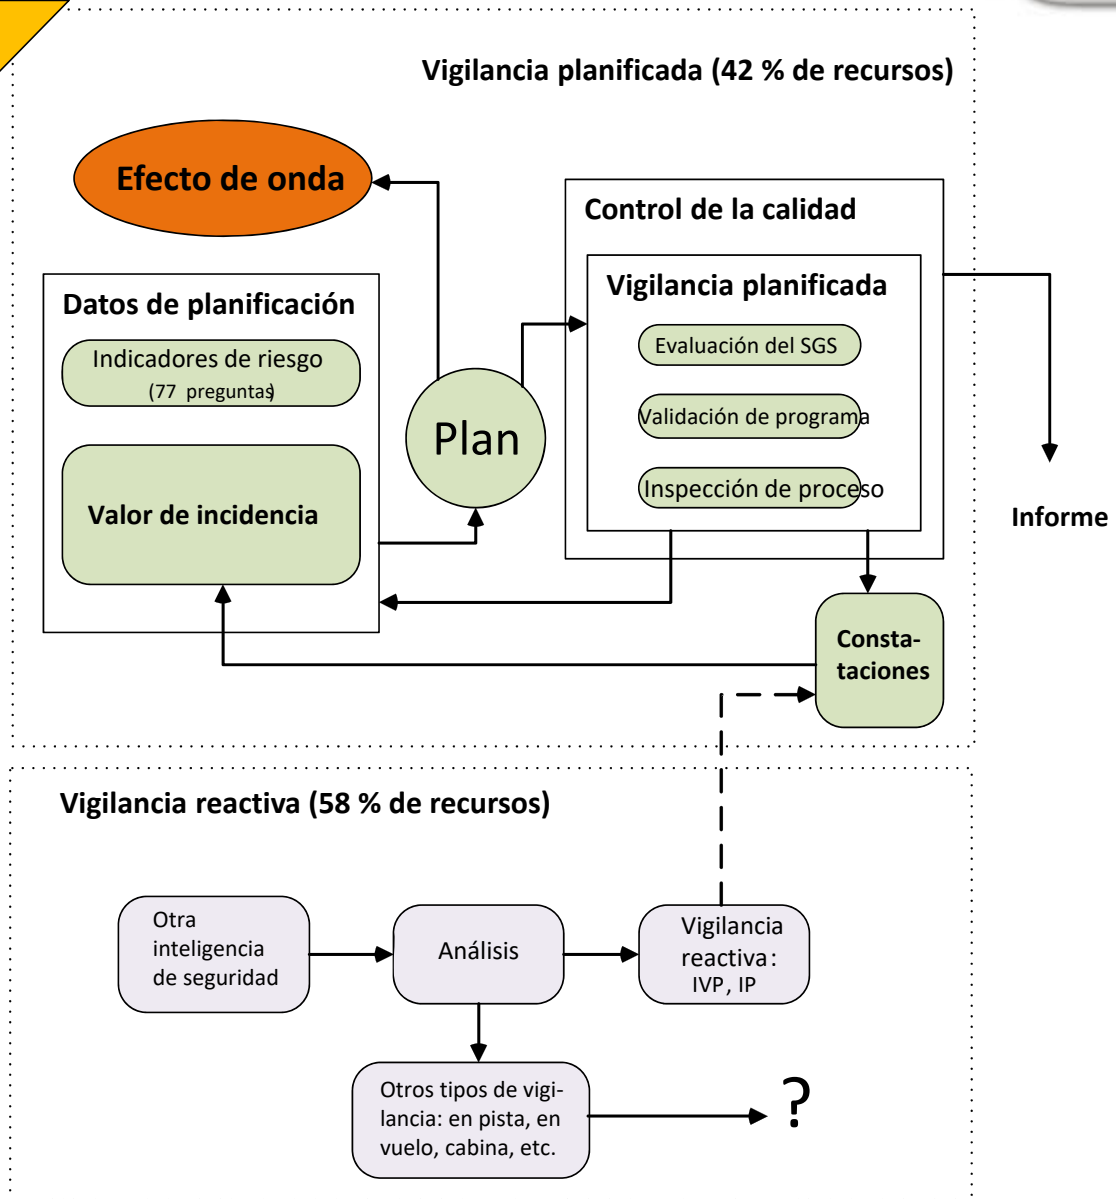 Vigilancia planificada (42 % de recursos)
Efecto de onda
Control de la calidad
Vigilancia planificada
Evaluación del SGS
Validación de programa
Inspección de proceso
Datos de planificación
Indicadores de riesgo
(77 preguntas)
Valor de incidencia
Plan
Informe
Consta-
taciones
Vigilancia reactiva (58 % de recursos)
Otra
inteligencia
de seguridad
Análisis
Vigilancia
reactiva:
IVP, IP
Otros tipos de vigi-
lancia: en pista, en
vuelo, cabina, etc.
?